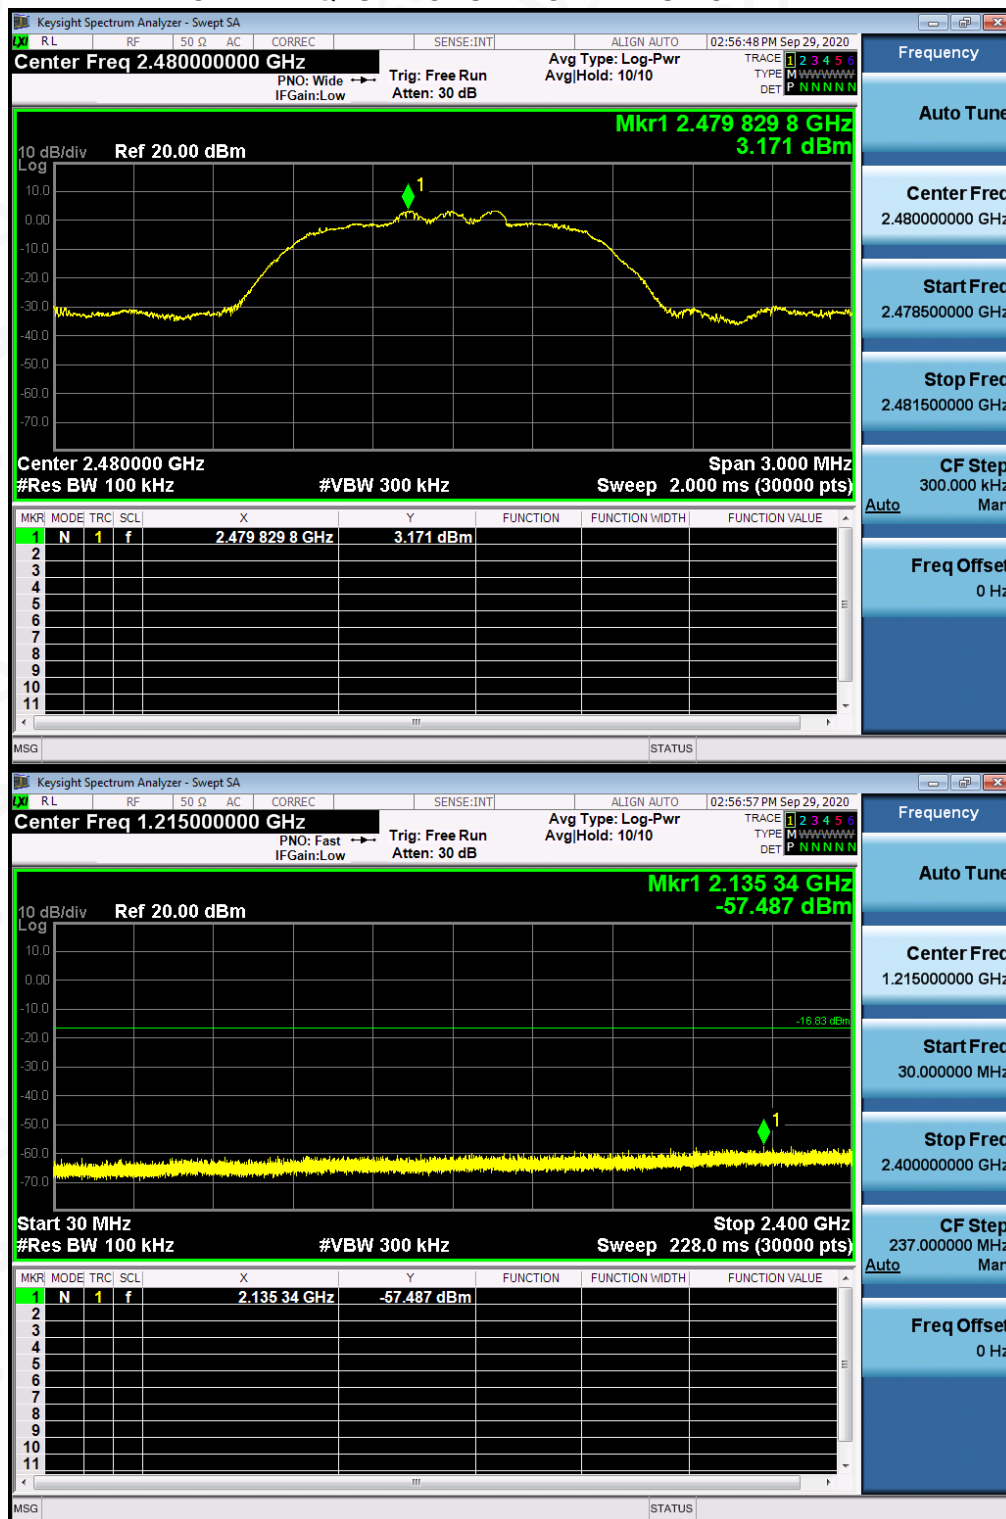 Keysight Spectrum Analyzer - Swept SA
LXI RL RF 50 Ω AC CORREC SENSE:INT ALIGN AUTO 02:56:48 PM Sep 29, 2020
Center Freq 2.480000000 GHz
PNO: Wide
IFGain:Low
Trig: Free Run
Atten: 30 dB
Avg Type: Log-Pwr
Avg|Hold: 10/10
TRACE 1 2 3 4 5 6
TYPE M WWWWW
DET P N N N N N
Frequency
Mkr1 2.479 829 8 GHz
3.171 dBm
10 dB/div Ref 20.00 dBm
Log
1
10.0
0.00
-10.0
-20.0
-30.0
-40.0
-50.0
-60.0
-70.0
Center 2.480000 GHz Span 3.000 MHz
#Res BW 100 kHz #VBW 300 kHz Sweep 2.000 ms (30000 pts)
MKR MODE TRC SCL X Y FUNCTION FUNCTION WIDTH FUNCTION VALUE
1 N 1 f 2.479 829 8 GHz 3.171 dBm
2
3
4
5
6
7
8
9
10
11
MSG STATUS
Auto Tune
Center Freq
2.480000000 GHz
Start Freq
2.478500000 GHz
Stop Freq
2.481500000 GHz
CF Step
300.000 kHz
Auto Man
Freq Offset
0 Hz
Keysight Spectrum Analyzer - Swept SA
LXI RL RF 50 Ω AC CORREC SENSE:INT ALIGN AUTO 02:56:57 PM Sep 29, 2020
Center Freq 1.215000000 GHz
PNO: Fast
IFGain:Low
Trig: Free Run
Atten: 30 dB
Avg Type: Log-Pwr
Avg|Hold: 10/10
TRACE 1 2 3 4 5 6
TYPE M WWWWW
DET P N N N N N
Frequency
Mkr1 2.135 34 GHz
-57.487 dBm
10 dB/div Ref 20.00 dBm
Log
10.0
0.00
-10.0
-16.83 dBm
-20.0
-30.0
-40.0
-50.0
1
-60.0
-70.0
Start 30 MHz Stop 2.400 GHz
#Res BW 100 kHz #VBW 300 kHz Sweep 228.0 ms (30000 pts)
MKR MODE TRC SCL X Y FUNCTION FUNCTION WIDTH FUNCTION VALUE
1 N 1 f 2.135 34 GHz -57.487 dBm
2
3
4
5
6
7
8
9
10
11
MSG STATUS
Auto Tune
Center Freq
1.215000000 GHz
Start Freq
30.000000 MHz
Stop Freq
2.400000000 GHz
CF Step
237.000000 MHz
Auto Man
Freq Offset
0 Hz